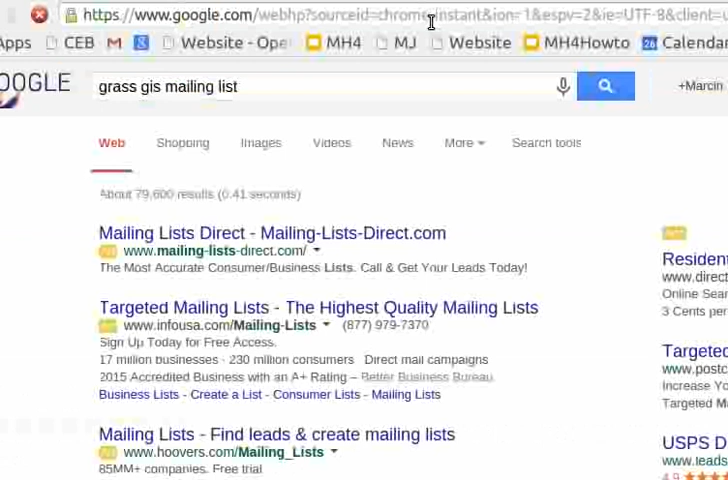 https://www.google.com/webhp?sourceid=chrome-instant&ion=1&espv=2&ie=UTF-8&client=
Apps CEB Website - Ope MH4 MJ Website MH4Howto 26 Calendar
OOGLE grass gis mailing list +Marcin
Web Shopping Images Videos News More Search tools
About 79,600 results (0.41 seconds)
Mailing Lists Direct - Mailing-Lists-Direct.com
www.mailing-lists-direct.com/
The Most Accurate Consumer/Business Lists. Call & Get Your Leads Today!
Targeted Mailing Lists - The Highest Quality Mailing Lists
www.infousa.com/Mailing-Lists (877) 979-7370
Sign Up Today for Free Access.
17 million businesses · 230 million consumers · Direct mail campaigns
2015 Accredited Business with an A+ Rating – Better Business Bureau
Business Lists - Create a List - Consumer Lists - Mailing Lists
Mailing Lists - Find leads & create mailing lists
www.hoovers.com/Mailing_Lists
85MM+ companies. Free trial
Resident
www.direct
Online Sear
3 Cents per
Targeted
www.postc
Increase Yo
Targeted Ma
USPS D
www.leads
4.9